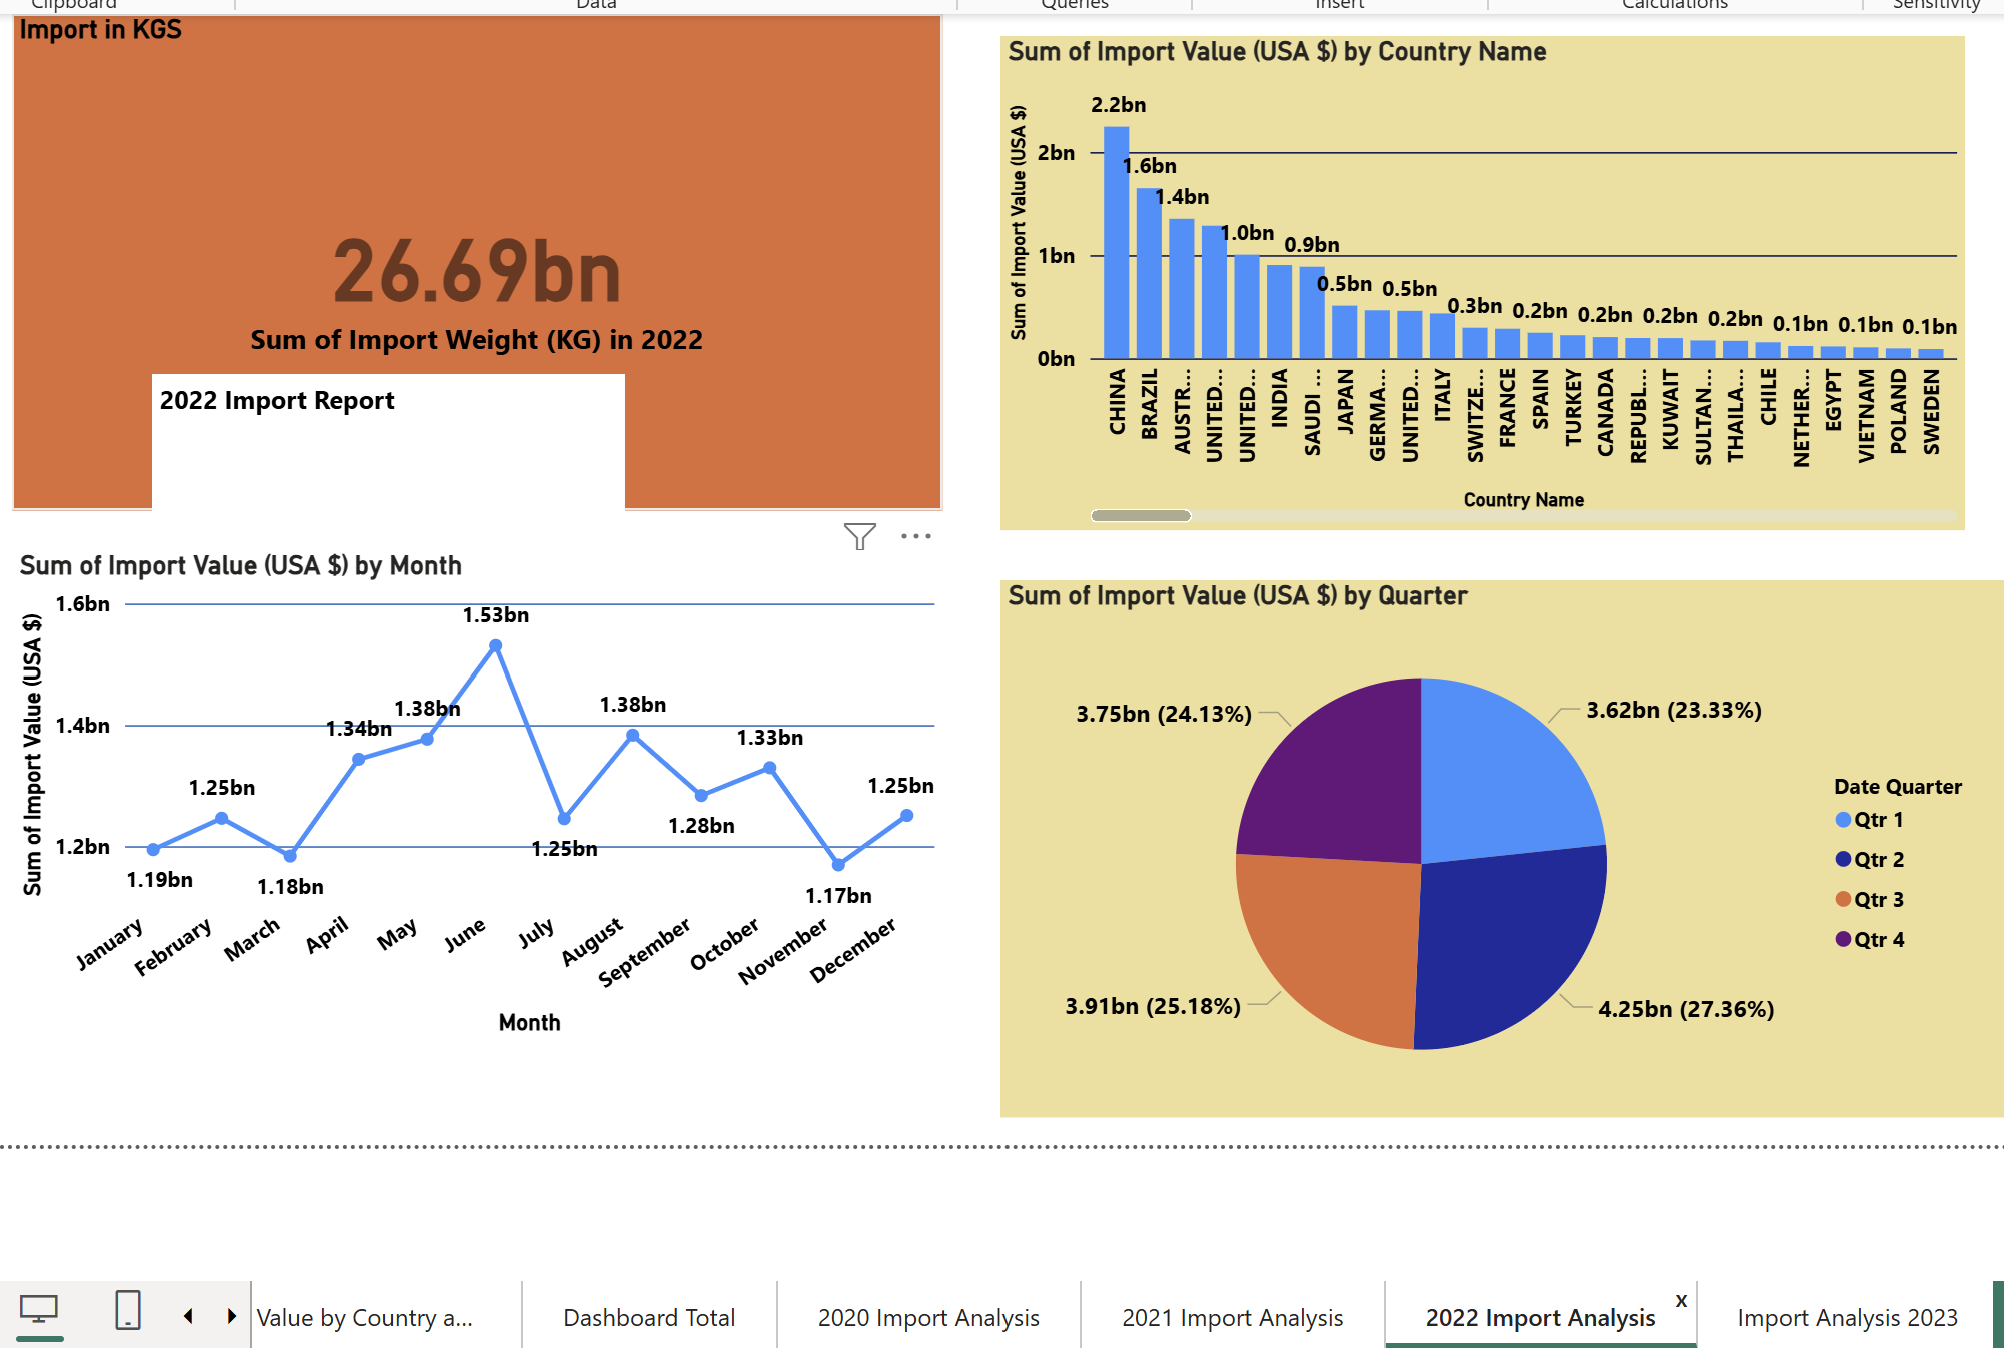 Clipboard Data Queries Insert Calculations Sensitivity
Import in KGS
26.69bn
Sum of Import Weight (KG) in 2022
2022 Import Report
Sum of Import Value (USA $) by Country Name
Sum of Import Value (USA $)
2bn
1bn
0bn
2.2bn
1.6bn
1.4bn
1.0bn
0.9bn
0.5bn
0.5bn
0.3bn
0.2bn
0.2bn
0.2bn
0.2bn
0.1bn
0.1bn
0.1bn
CHINA
BRAZIL
AUSTR...
UNITED...
UNITED...
INDIA
SAUDI ...
JAPAN
GERMA...
UNITED...
ITALY
SWITZE...
FRANCE
SPAIN
TURKEY
CANADA
REPUBL...
KUWAIT
SULTAN...
THAILA...
CHILE
NETHER...
EGYPT
VIETNAM
POLAND
SWEDEN
Country Name
Sum of Import Value (USA $) by Month
Sum of Import Value (USA $)
1.6bn
1.4bn
1.2bn
1.19bn
1.25bn
1.18bn
1.34bn
1.38bn
1.53bn
1.25bn
1.38bn
1.28bn
1.33bn
1.17bn
1.25bn
January
February
March
April
May
June
July
August
September
October
November
December
Month
Sum of Import Value (USA $) by Quarter
3.75bn (24.13%)
3.62bn (23.33%)
3.91bn (25.18%)
4.25bn (27.36%)
Date Quarter
Qtr 1
Qtr 2
Qtr 3
Qtr 4
Value by Country a...
Dashboard Total
2020 Import Analysis
2021 Import Analysis
2022 Import Analysis x
Import Analysis 2023